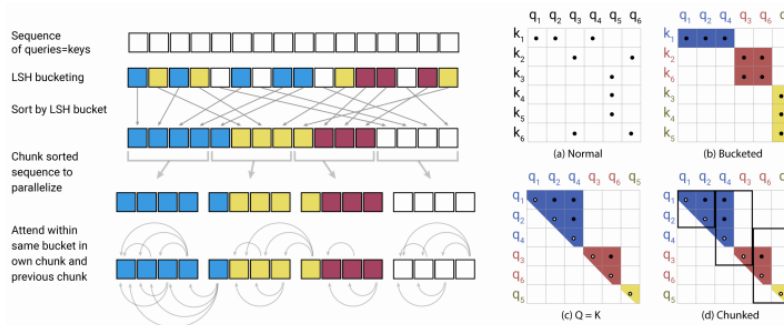 Sequence
of queries=keys
LSH bucketing
Sort by LSH bucket
Chunk sorted
sequence to
parallelize
Attend within
same bucket in
own chunk and
previous chunk
q1 q2 q3 q4 q5 q6
k1
k2
k3
k4
k5
k6
(a) Normal
q1 q2 q4 q3 q6 q5
k1
k2
k6
k3
k4
k5
(b) Bucketed
q1 q2 q4 q3 q6 q5
q1
q2
q4
q3
q6
q5
(c) Q = K
q1 q2 q4 q3 q6 q5
q1
q2
q4
q3
q6
q5
(d) Chunked